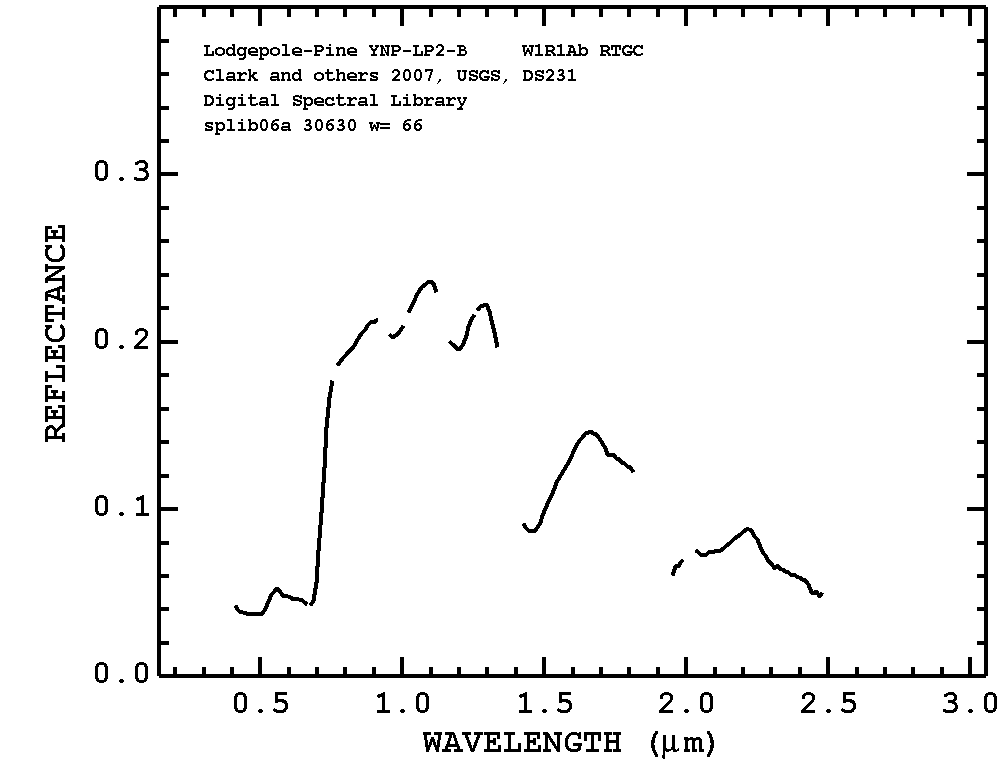 Lodgepole-Pine YNP-LP2-B W1R1Ab RTGC
Clark and others 2007, USGS, DS231
Digital Spectral Library
splib06a 30630 w= 66
0.3
0.2
0.1
0.0
REFLECTANCE
0.5 1.0 1.5 2.0 2.5 3.0
WAVELENGTH (μm)